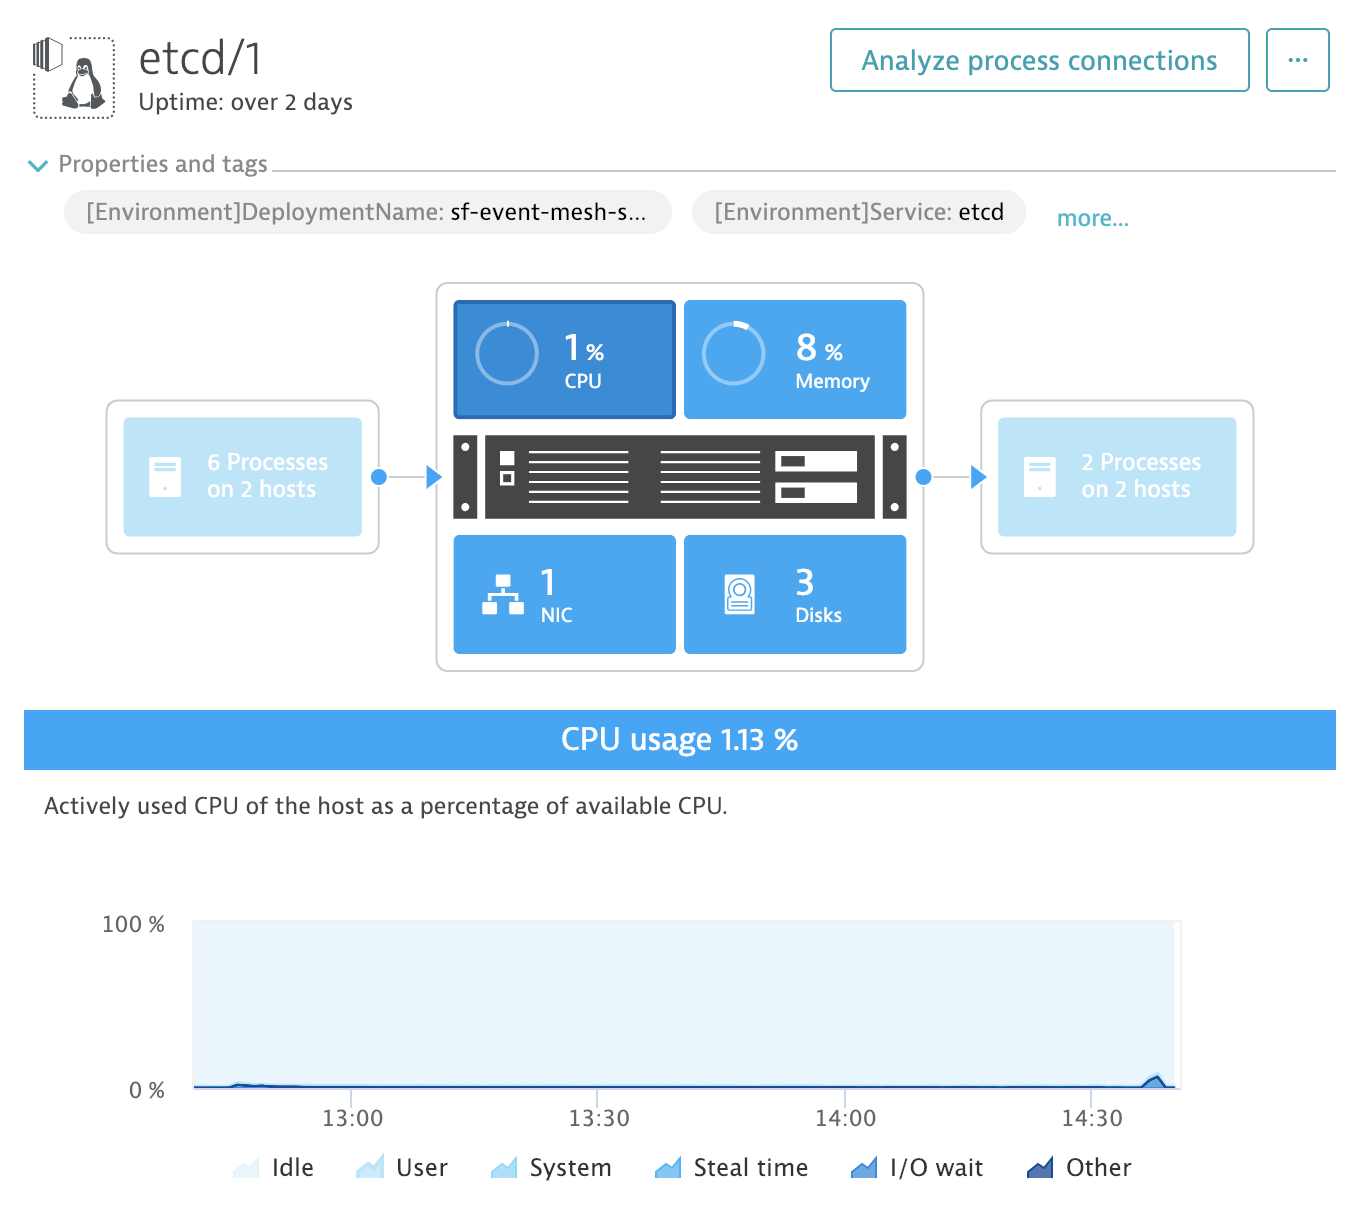 etcd/1
Uptime: over 2 days
Analyze process connections
...
Properties and tags
[Environment]DeploymentName: sf-event-mesh-s...
[Environment]Service: etcd
more...
1 %
CPU
8 %
Memory
6 Processes
on 2 hosts
2 Processes
on 2 hosts
1
NIC
3
Disks
CPU usage 1.13 %
Actively used CPU of the host as a percentage of available CPU.
100 %
0 %
13:00 13:30 14:00 14:30
Idle User System Steal time I/O wait Other